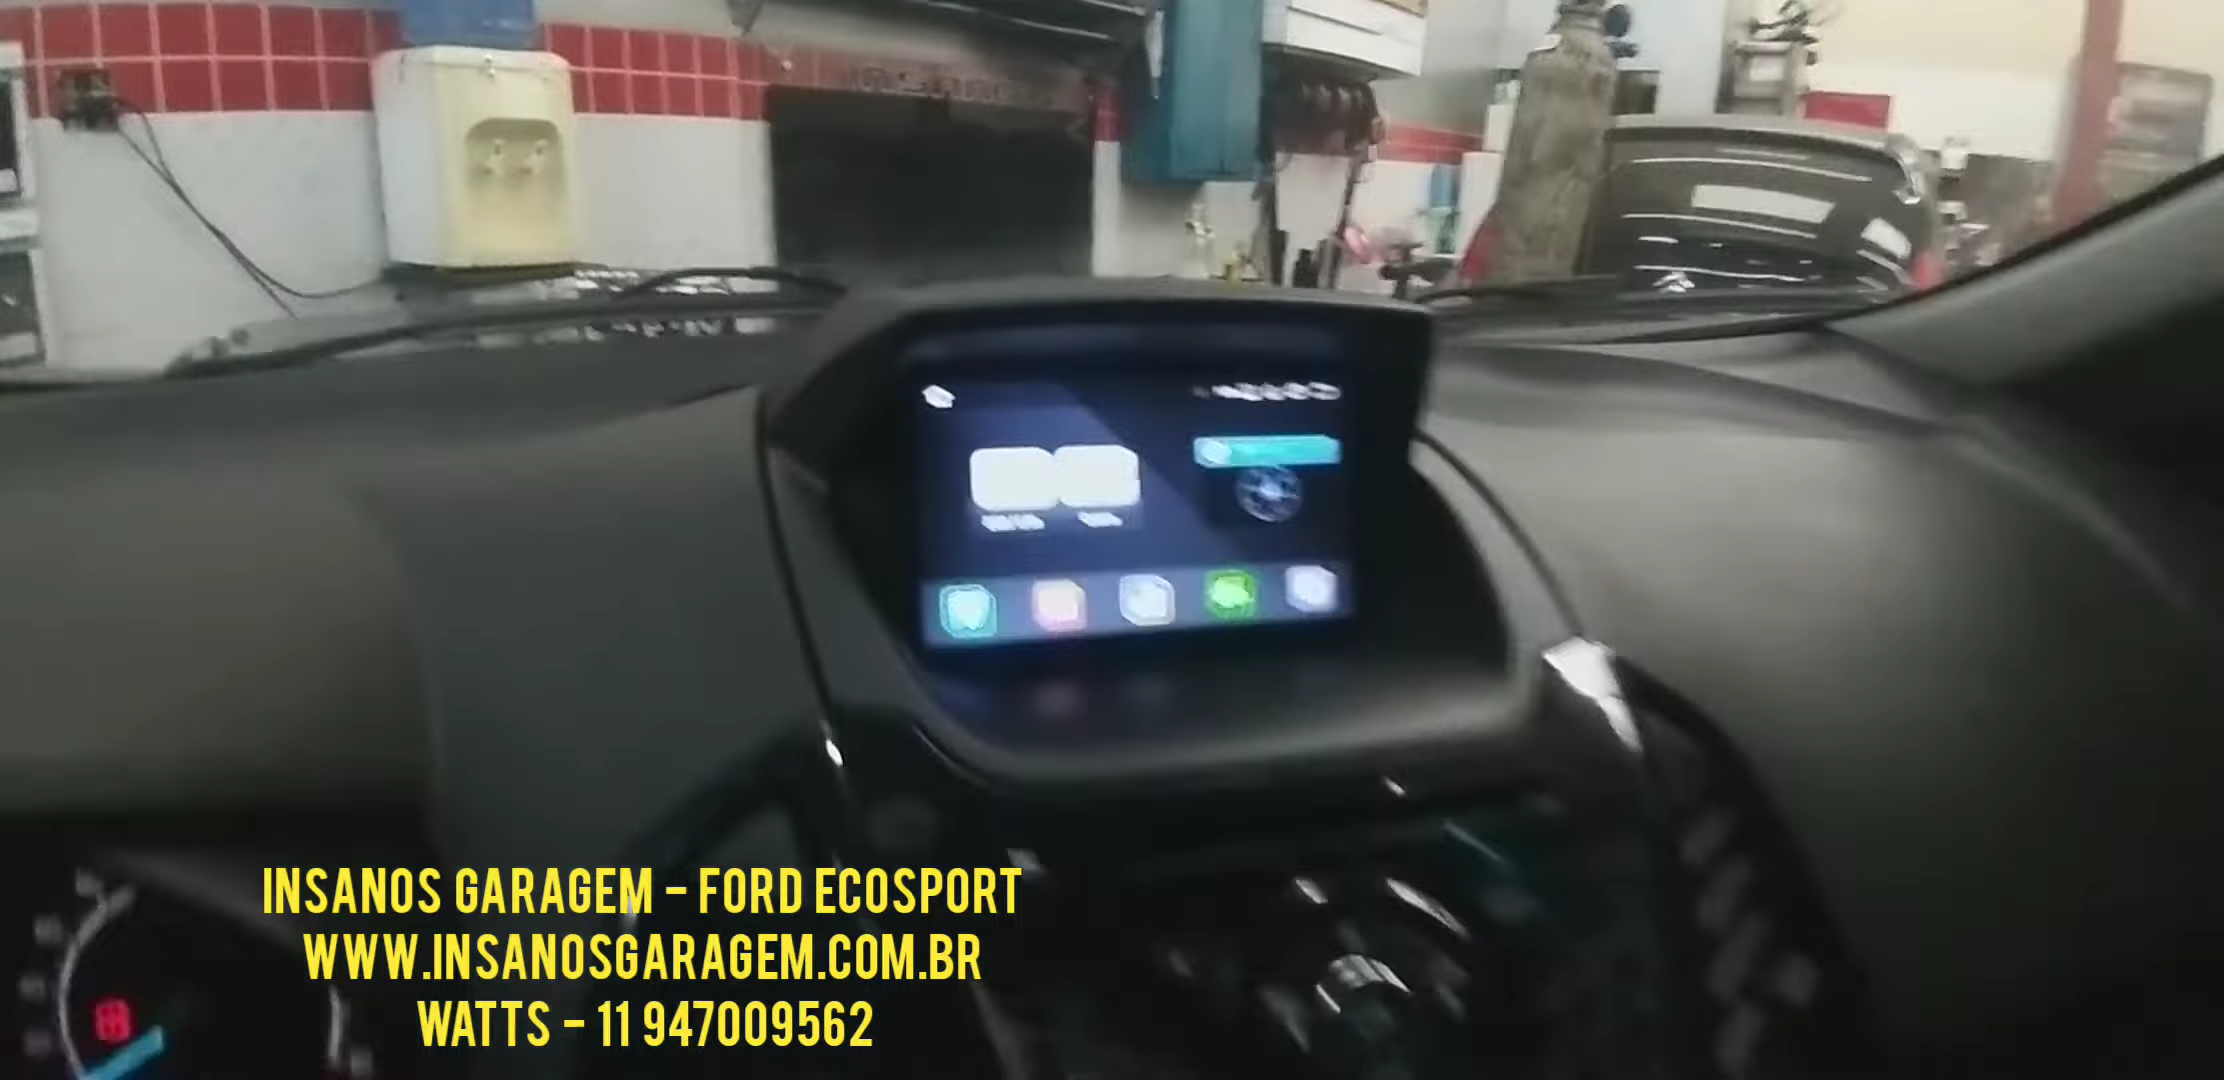 INSANOS GARAGEM - FORD ECOSPORT
WWW.INSANOSGARAGEM.COM.BR
WATTS - 11 947009562